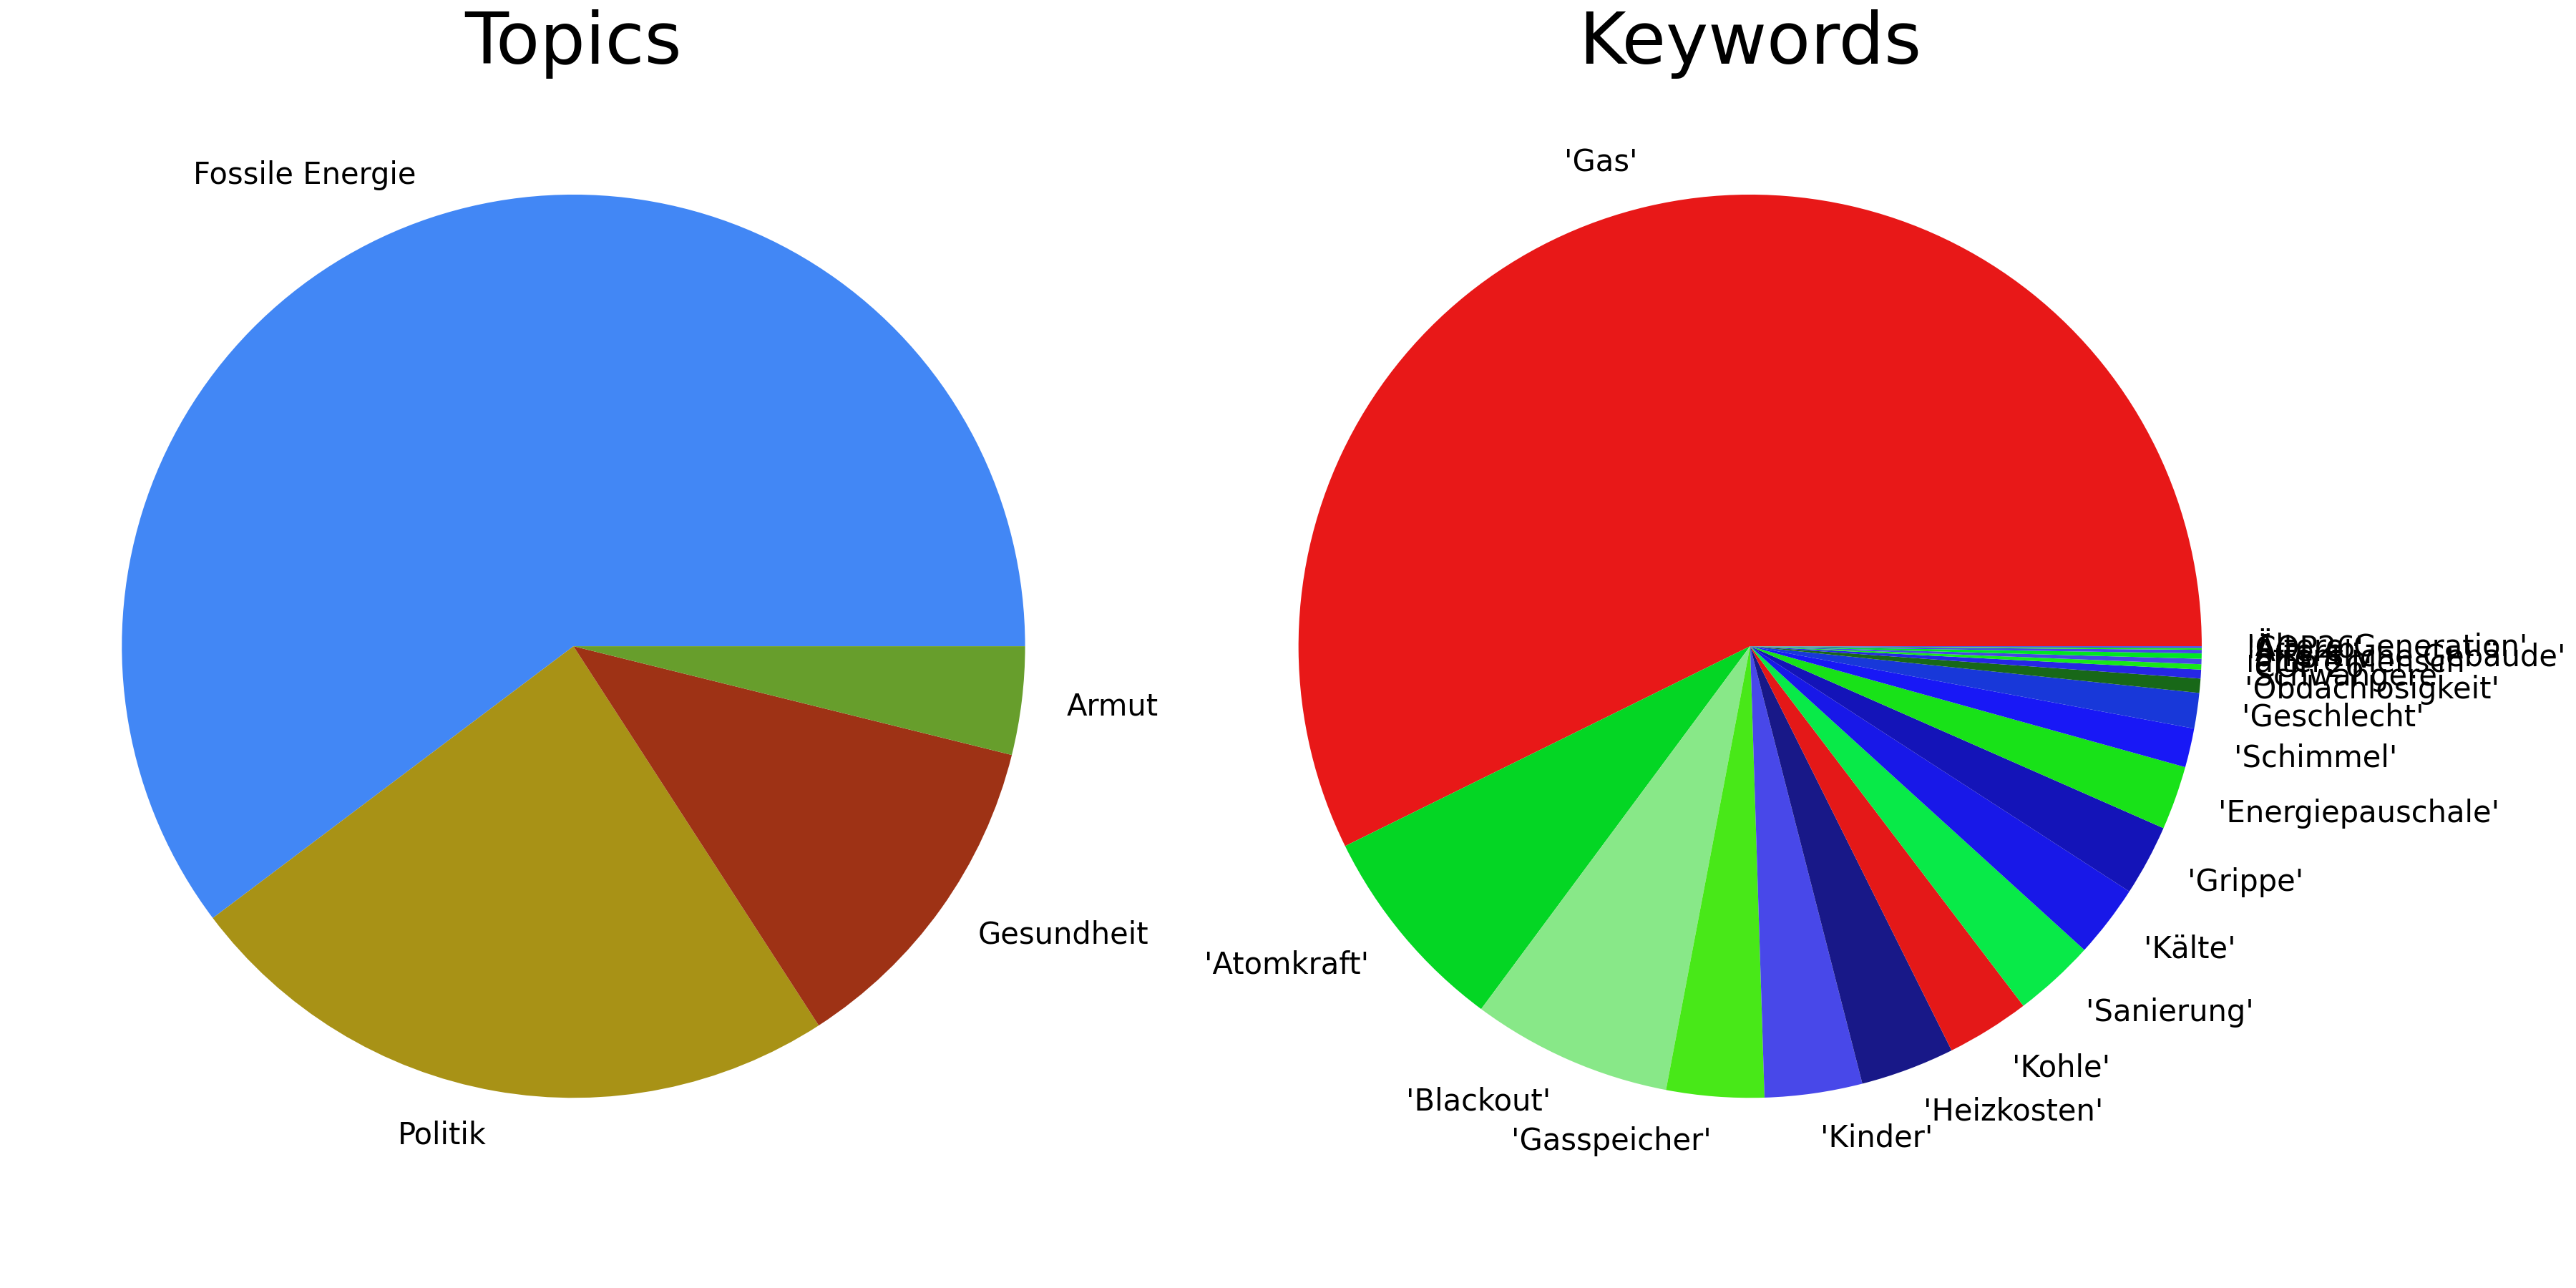 Topics
Keywords
Fossile Energie
Armut
Gesundheit
Politik
'Gas'
'Atomkraft'
'Blackout'
'Gasspeicher'
'Kinder'
'Heizkosten'
'Kohle'
'Sanierung'
'Kälte'
'Grippe'
'Energiepauschale'
'Schimmel'
'Geschlecht'
'Obdachlosigkeit'